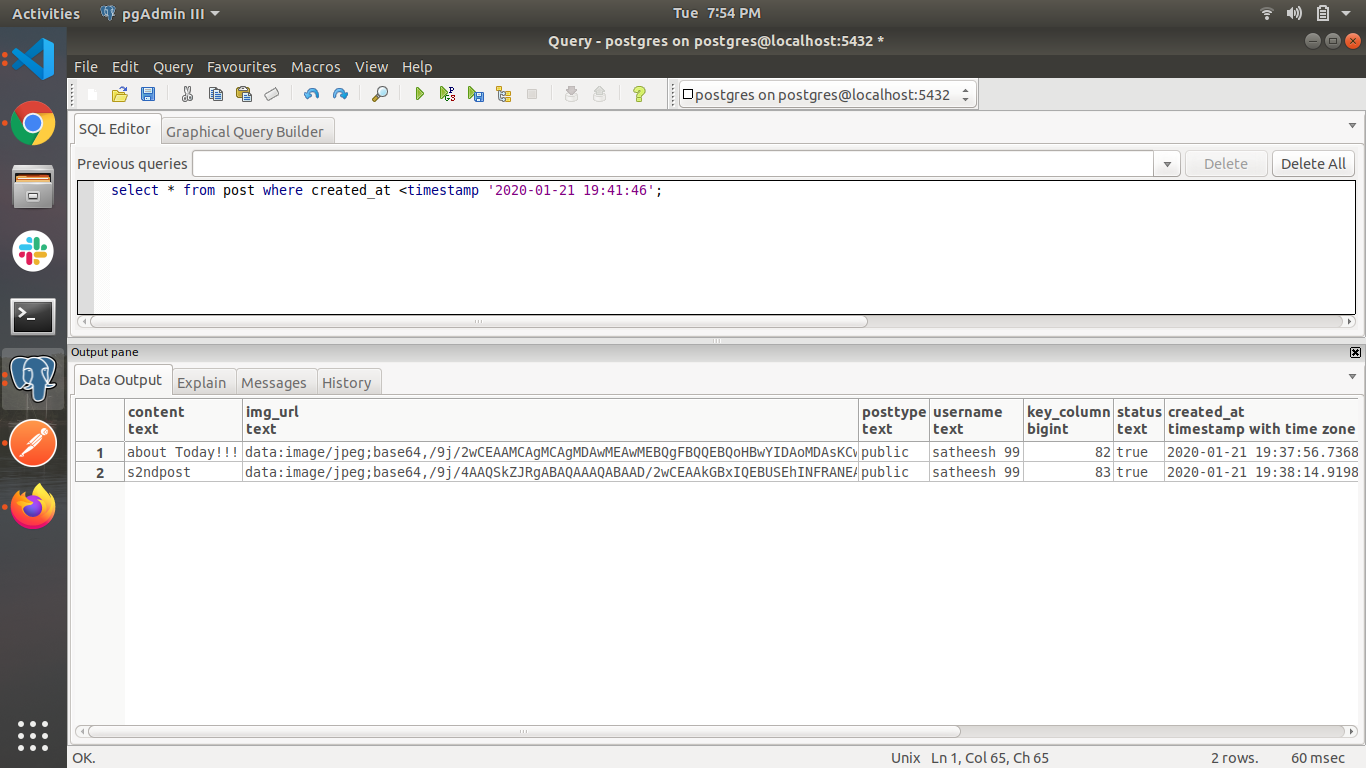 Activities pgAdmin III Tue 7:54 PM
Query - postgres on postgres@localhost:5432 *
File Edit Query Favourites Macros View Help
postgres on postgres@localhost:5432
SQL Editor Graphical Query Builder
Previous queries Delete Delete All
select * from post where created_at <timestamp '2020-01-21 19:41:46';
Output pane
Data Output Explain Messages History
content img_url posttype username key_column status created_at
text text text text bigint text timestamp with time zone
1 about Today!!! data:image/jpeg;base64,/9j/2wCEAAMCAgMCAgMDAwMEAwMEBQgFBQQEBQoHBwYIDAoMDAsKCw public satheesh 99 82 true 2020-01-21 19:37:56.7368
2 s2ndpost data:image/jpeg;base64,/9j/4AAQSkZJRgABAQAAAQABAAD/2wCEAAkGBxIQEBUSEhINFRANEA public satheesh 99 83 true 2020-01-21 19:38:14.9198
OK. Unix Ln 1, Col 65, Ch 65 2 rows. 60 msec